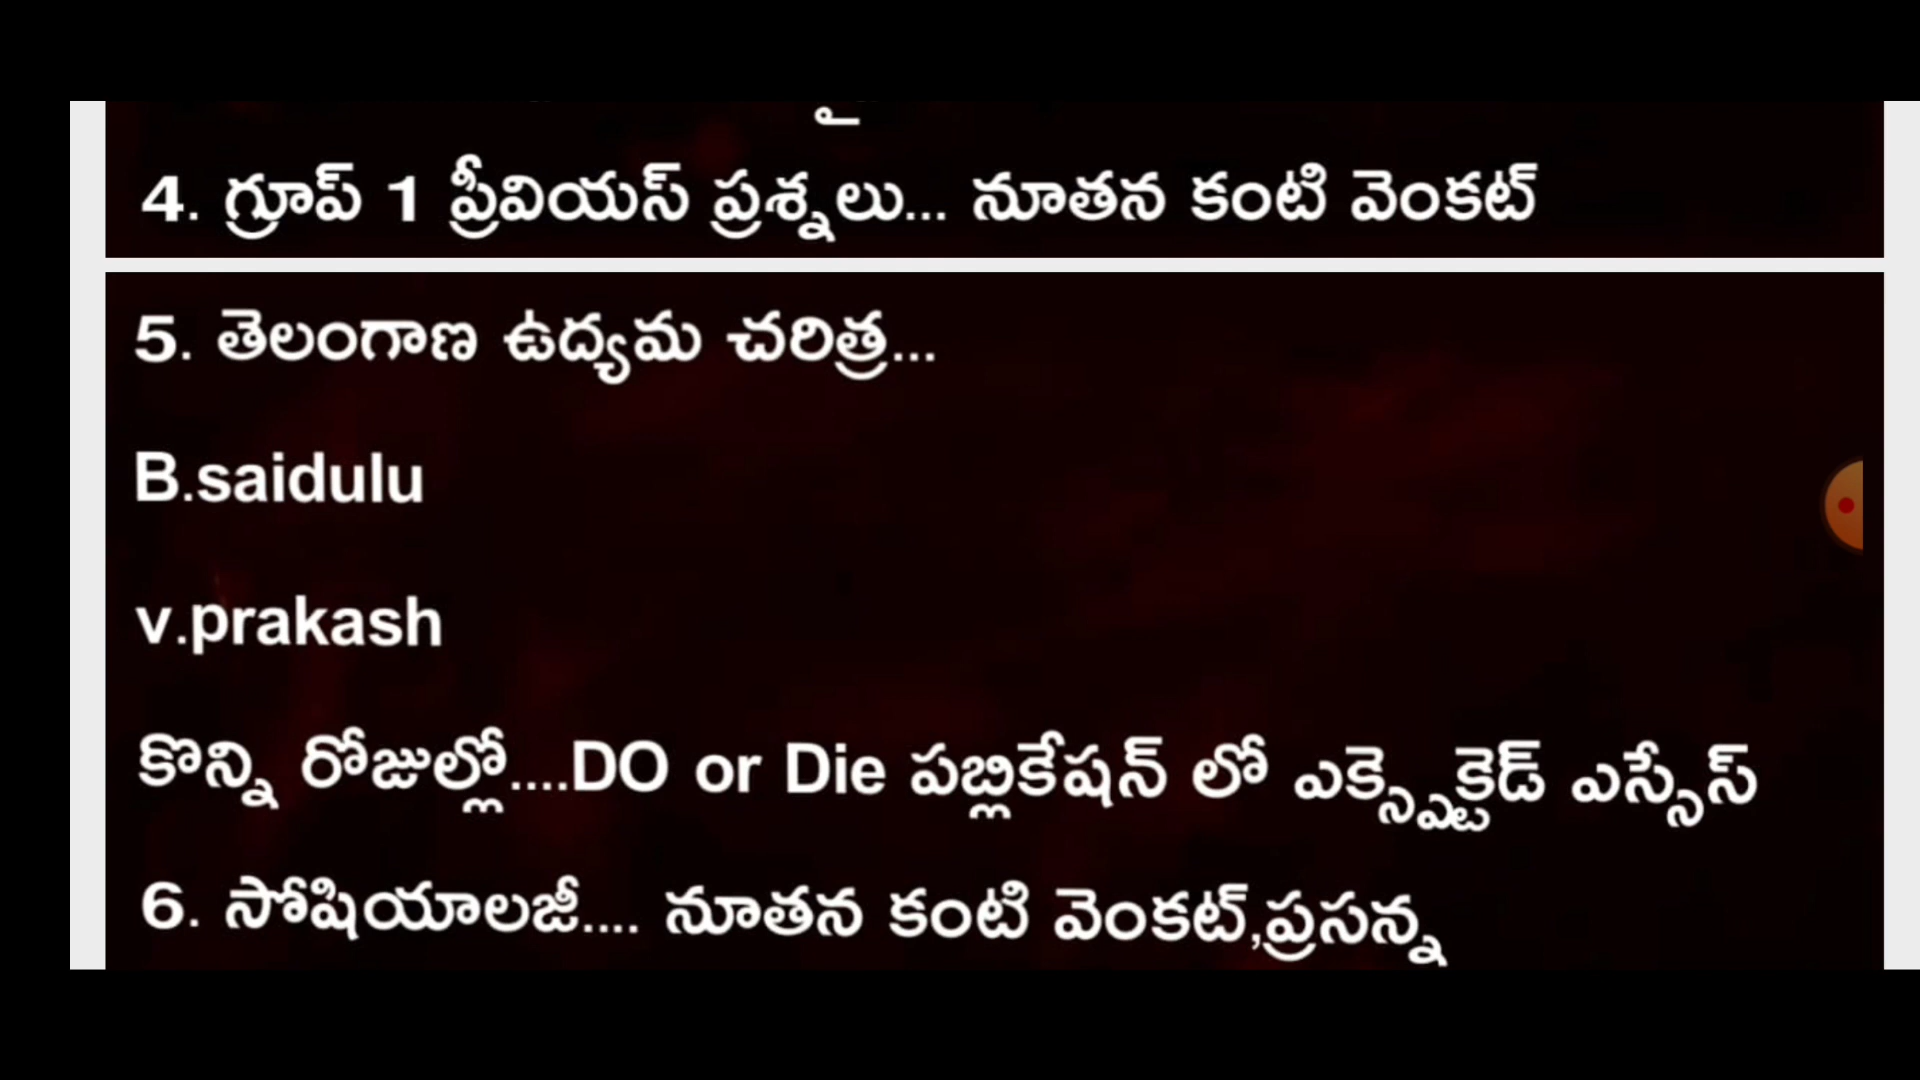 4. గ్రూప్ 1 ప్రీవియస్ ప్రశ్నలు... నూతన కంటి వెంకట్
5. తెలంగాణ ఉద్యమ చరిత్ర...
B.saidulu
v.prakash
కొన్ని రోజుల్లో....DO or Die పబ్లికేషన్ లో ఎక్స్పెక్టెడ్ ఎస్సేస్
6. సోషియాలజీ.... నూతన కంటి వెంకట్,ప్రసన్న